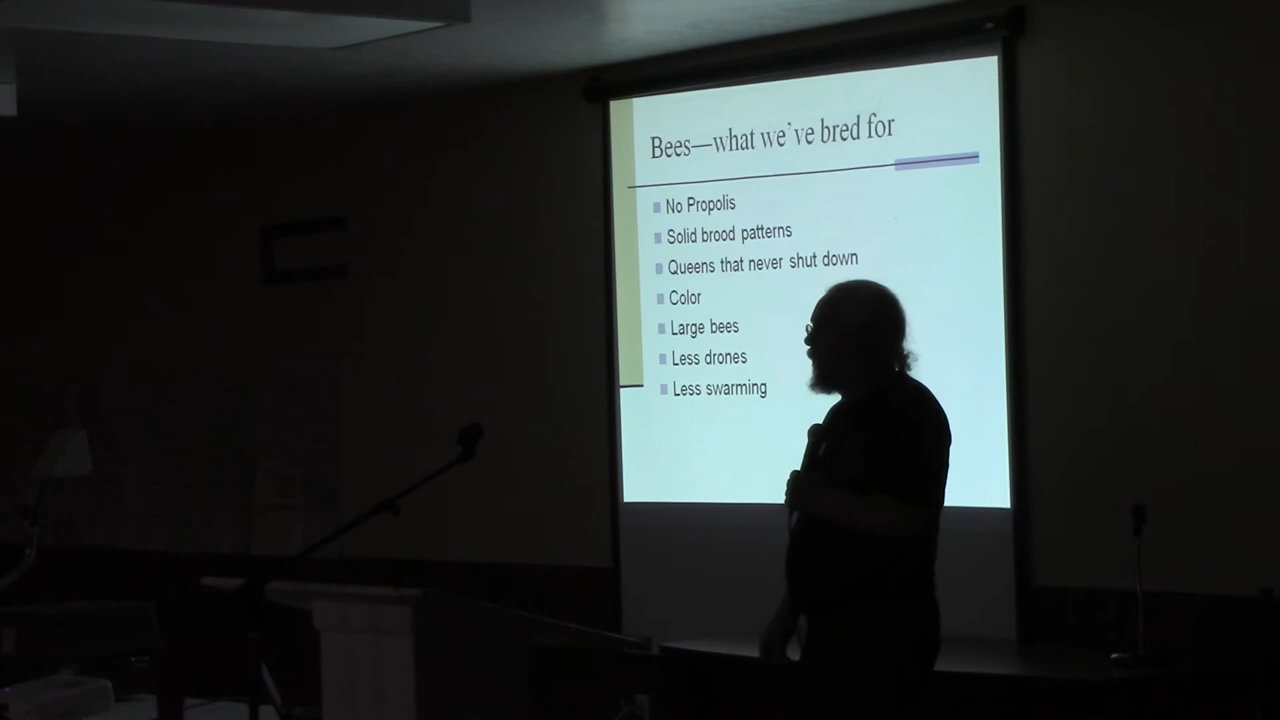 Bees—what we've bred for
No Propolis
Solid brood patterns
Queens that never shut down
Color
Large bees
Less drones
Less swarming